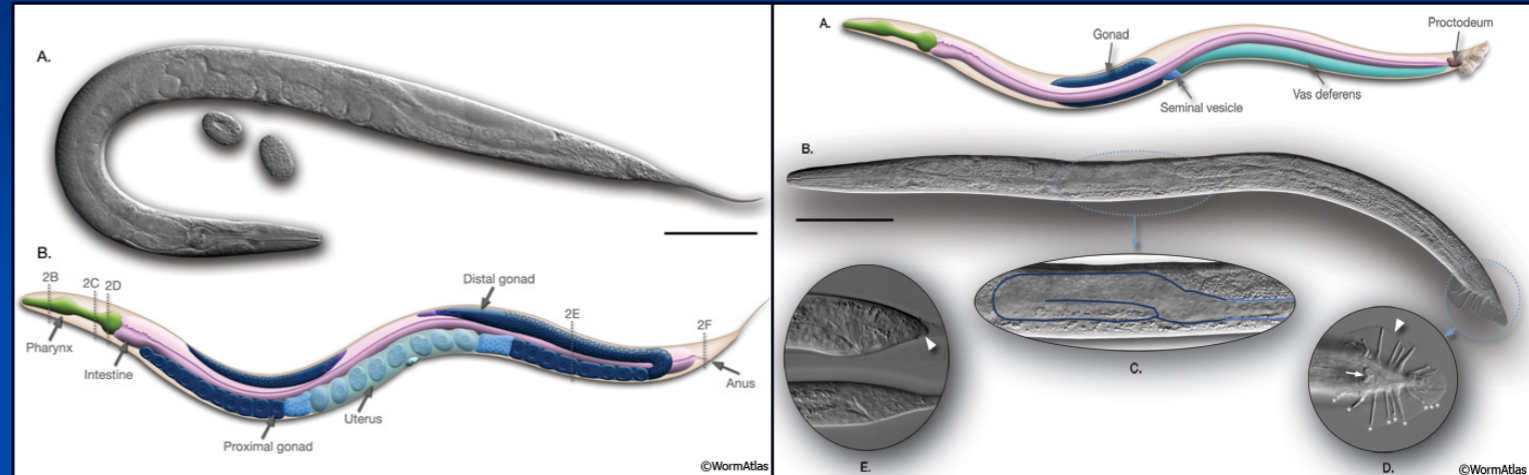 A.
B.
2B
2C
2D
Distal gonad
2E
2F
Pharynx
Intestine
Uterus
Anus
Proximal gonad
©WormAtlas
A.
Proctodeum
Gonad
Seminal vesicle
Vas deferens
B.
C.
E.
D.
©WormAtlas